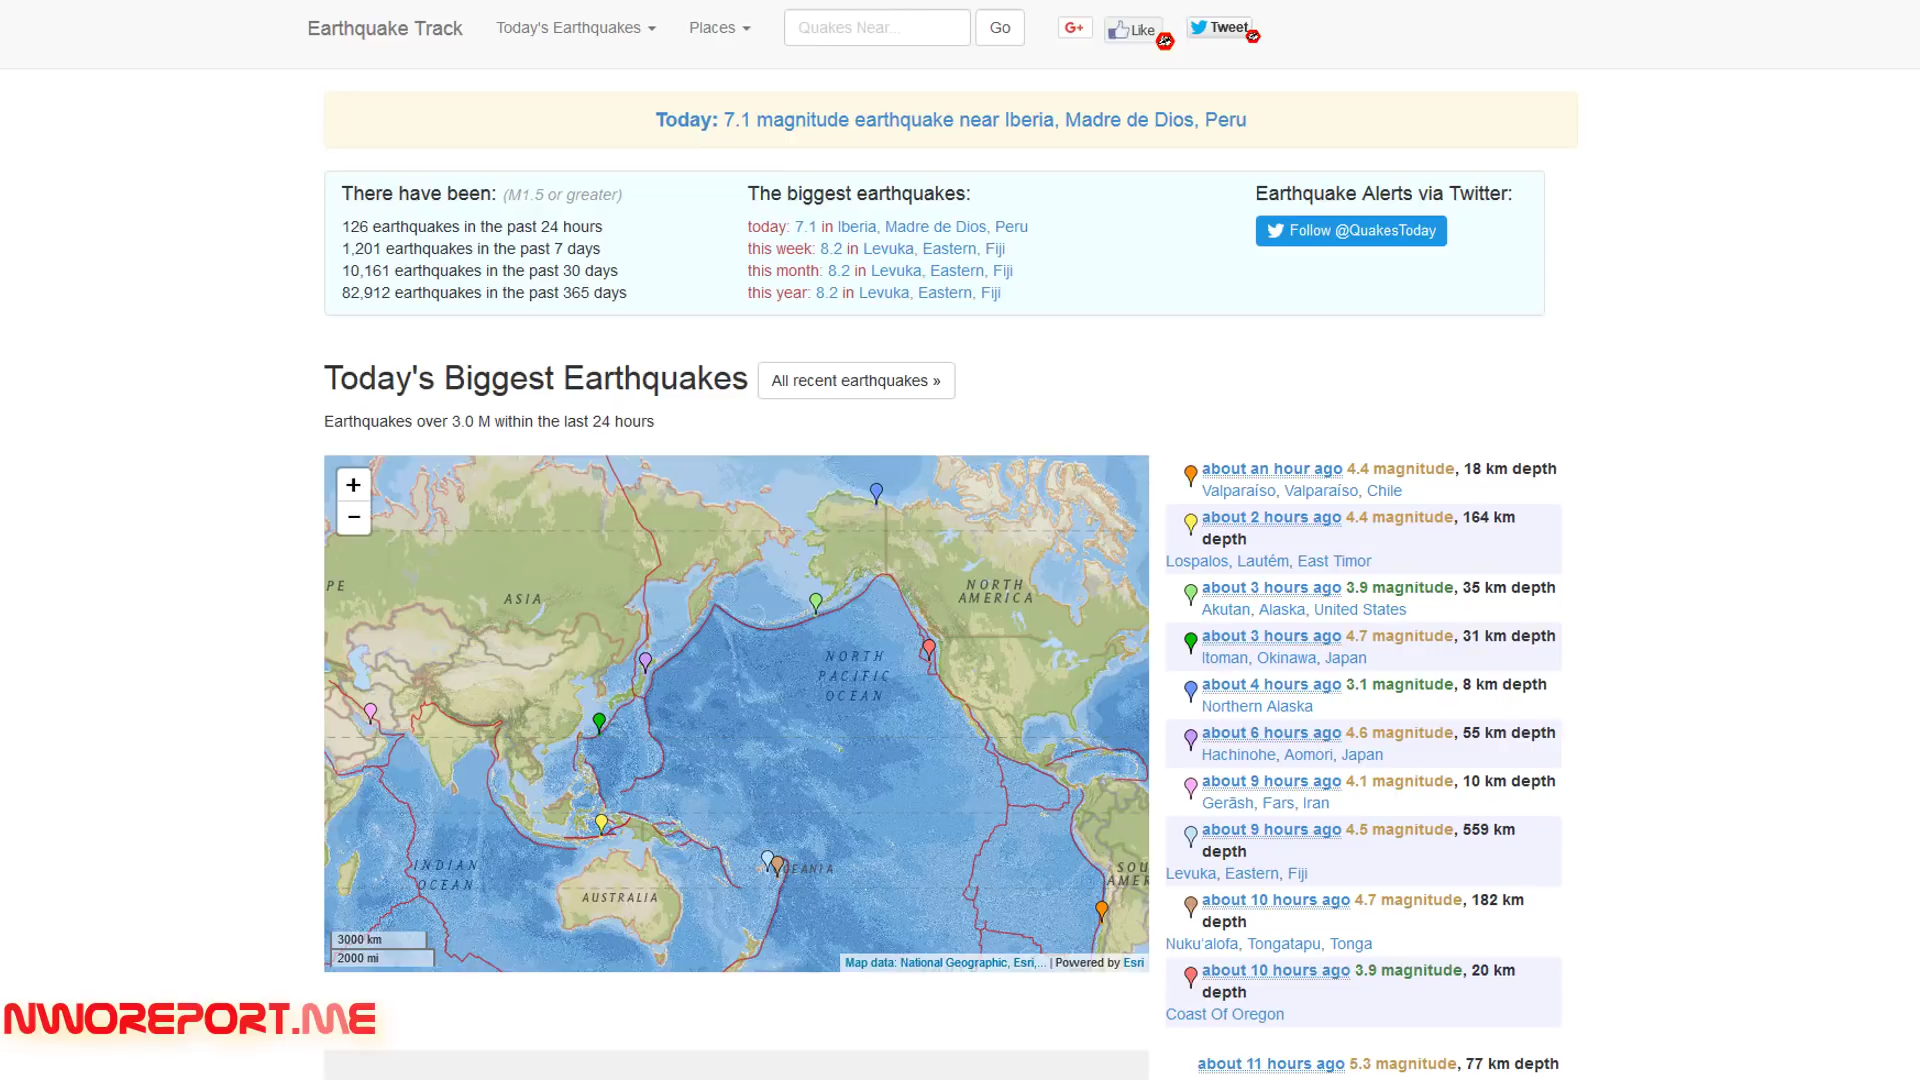 Earthquake Track
Today's Earthquakes
Places
Quakes Near...
Go
G+
Like
Tweet
Today: 7.1 magnitude earthquake near Iberia, Madre de Dios, Peru
There have been: (M1.5 or greater)
126 earthquakes in the past 24 hours
1,201 earthquakes in the past 7 days
10,161 earthquakes in the past 30 days
82,912 earthquakes in the past 365 days
The biggest earthquakes:
today: 7.1 in Iberia, Madre de Dios, Peru
this week: 8.2 in Levuka, Eastern, Fiji
this month: 8.2 in Levuka, Eastern, Fiji
this year: 8.2 in Levuka, Eastern, Fiji
Earthquake Alerts via Twitter:
Follow @QuakesToday
Today's Biggest Earthquakes
All recent earthquakes »
Earthquakes over 3.0 M within the last 24 hours
+
−
PE
ASIA
NORTH
AMERICA
NORTH
PACIFIC
OCEAN
INDIAN
OCEAN
AUSTRALIA
CEANIA
SOU
AMER
3000 km
2000 mi
Map data: National Geographic, Esri,... | Powered by Esri
about an hour ago 4.4 magnitude, 18 km depth
Valparaíso, Valparaíso, Chile
about 2 hours ago 4.4 magnitude, 164 km
depth
Lospalos, Lautém, East Timor
about 3 hours ago 3.9 magnitude, 35 km depth
Akutan, Alaska, United States
about 3 hours ago 4.7 magnitude, 31 km depth
Itoman, Okinawa, Japan
about 4 hours ago 3.1 magnitude, 8 km depth
Northern Alaska
about 6 hours ago 4.6 magnitude, 55 km depth
Hachinohe, Aomori, Japan
about 9 hours ago 4.1 magnitude, 10 km depth
Gerāsh, Fars, Iran
about 9 hours ago 4.5 magnitude, 559 km
depth
Levuka, Eastern, Fiji
about 10 hours ago 4.7 magnitude, 182 km
depth
Nuku‘alofa, Tongatapu, Tonga
about 10 hours ago 3.9 magnitude, 20 km
depth
Coast Of Oregon
about 11 hours ago 5.3 magnitude, 77 km depth
NWOREPORT.ME